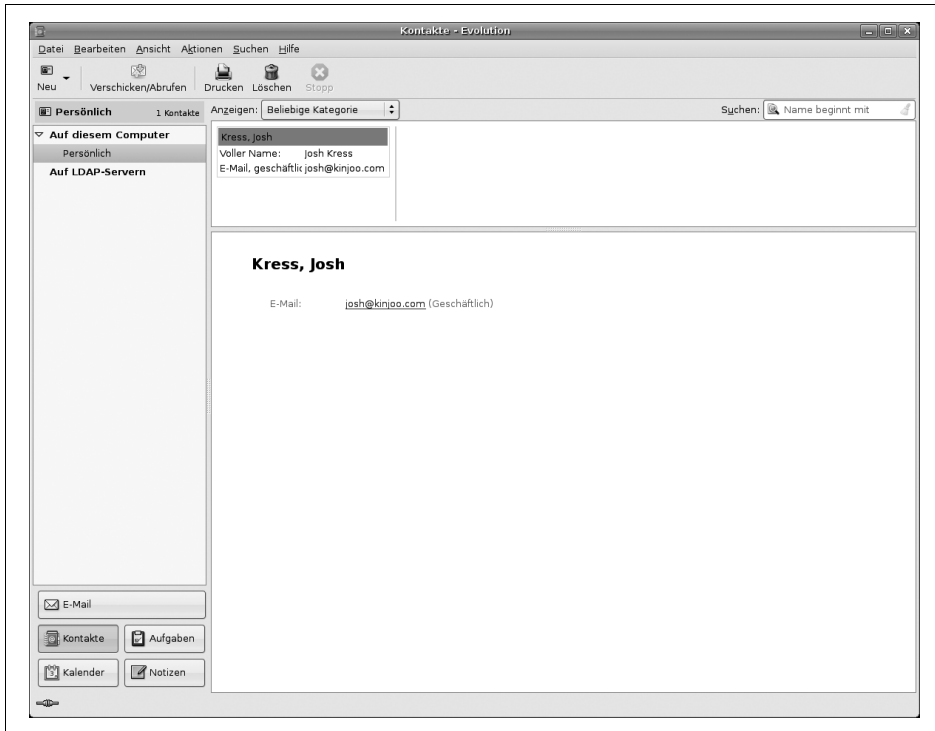 Kontakte - Evolution
Datei Bearbeiten Ansicht Aktionen Suchen Hilfe
Neu Verschicken/Abrufen Drucken Löschen Stopp
Persönlich 1 Kontakte
Anzeigen: Beliebige Kategorie Suchen: Name beginnt mit
Auf diesem Computer
Persönlich
Auf LDAP-Servern
Kress, Josh
Voller Name: Josh Kress
E-Mail, geschäftlic josh@kinjoo.com
Kress, Josh
E-Mail: josh@kinjoo.com (Geschäftlich)
E-Mail
Kontakte Aufgaben
Kalender Notizen